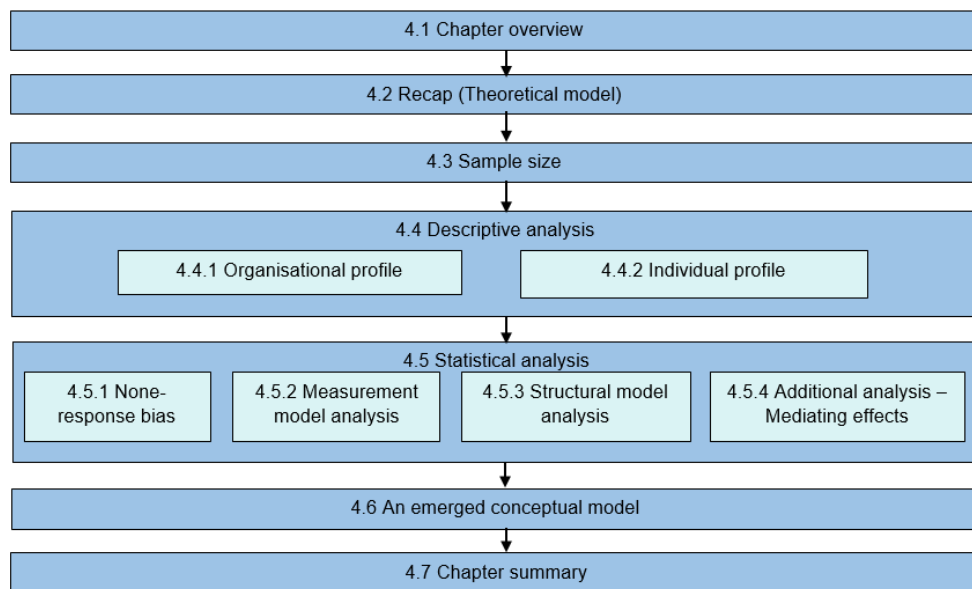 4.1 Chapter overview
4.2 Recap (Theoretical model)
4.3 Sample size
4.4 Descriptive analysis
4.4.1 Organisational profile
4.4.2 Individual profile
4.5 Statistical analysis
4.5.1 None-
response bias
4.5.2 Measurement
model analysis
4.5.3 Structural model
analysis
4.5.4 Additional analysis –
Mediating effects
4.6 An emerged conceptual model
4.7 Chapter summary